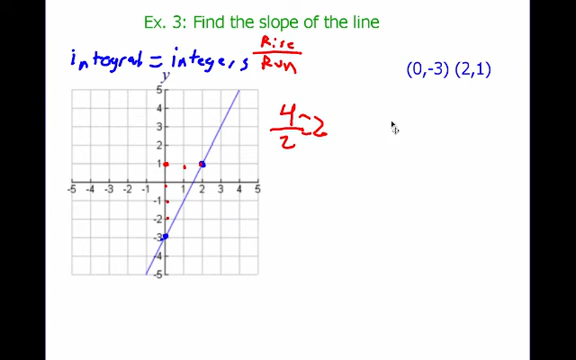 Ex. 3: Find the slope of the line
integral = integers Rise
Run
(0,-3) (2,1)
y
5
4
3
2
1
-5 -4 -3 -2 -1 1 2 3 4 5
-1
-2
-3
-4
-5
4
2
=2